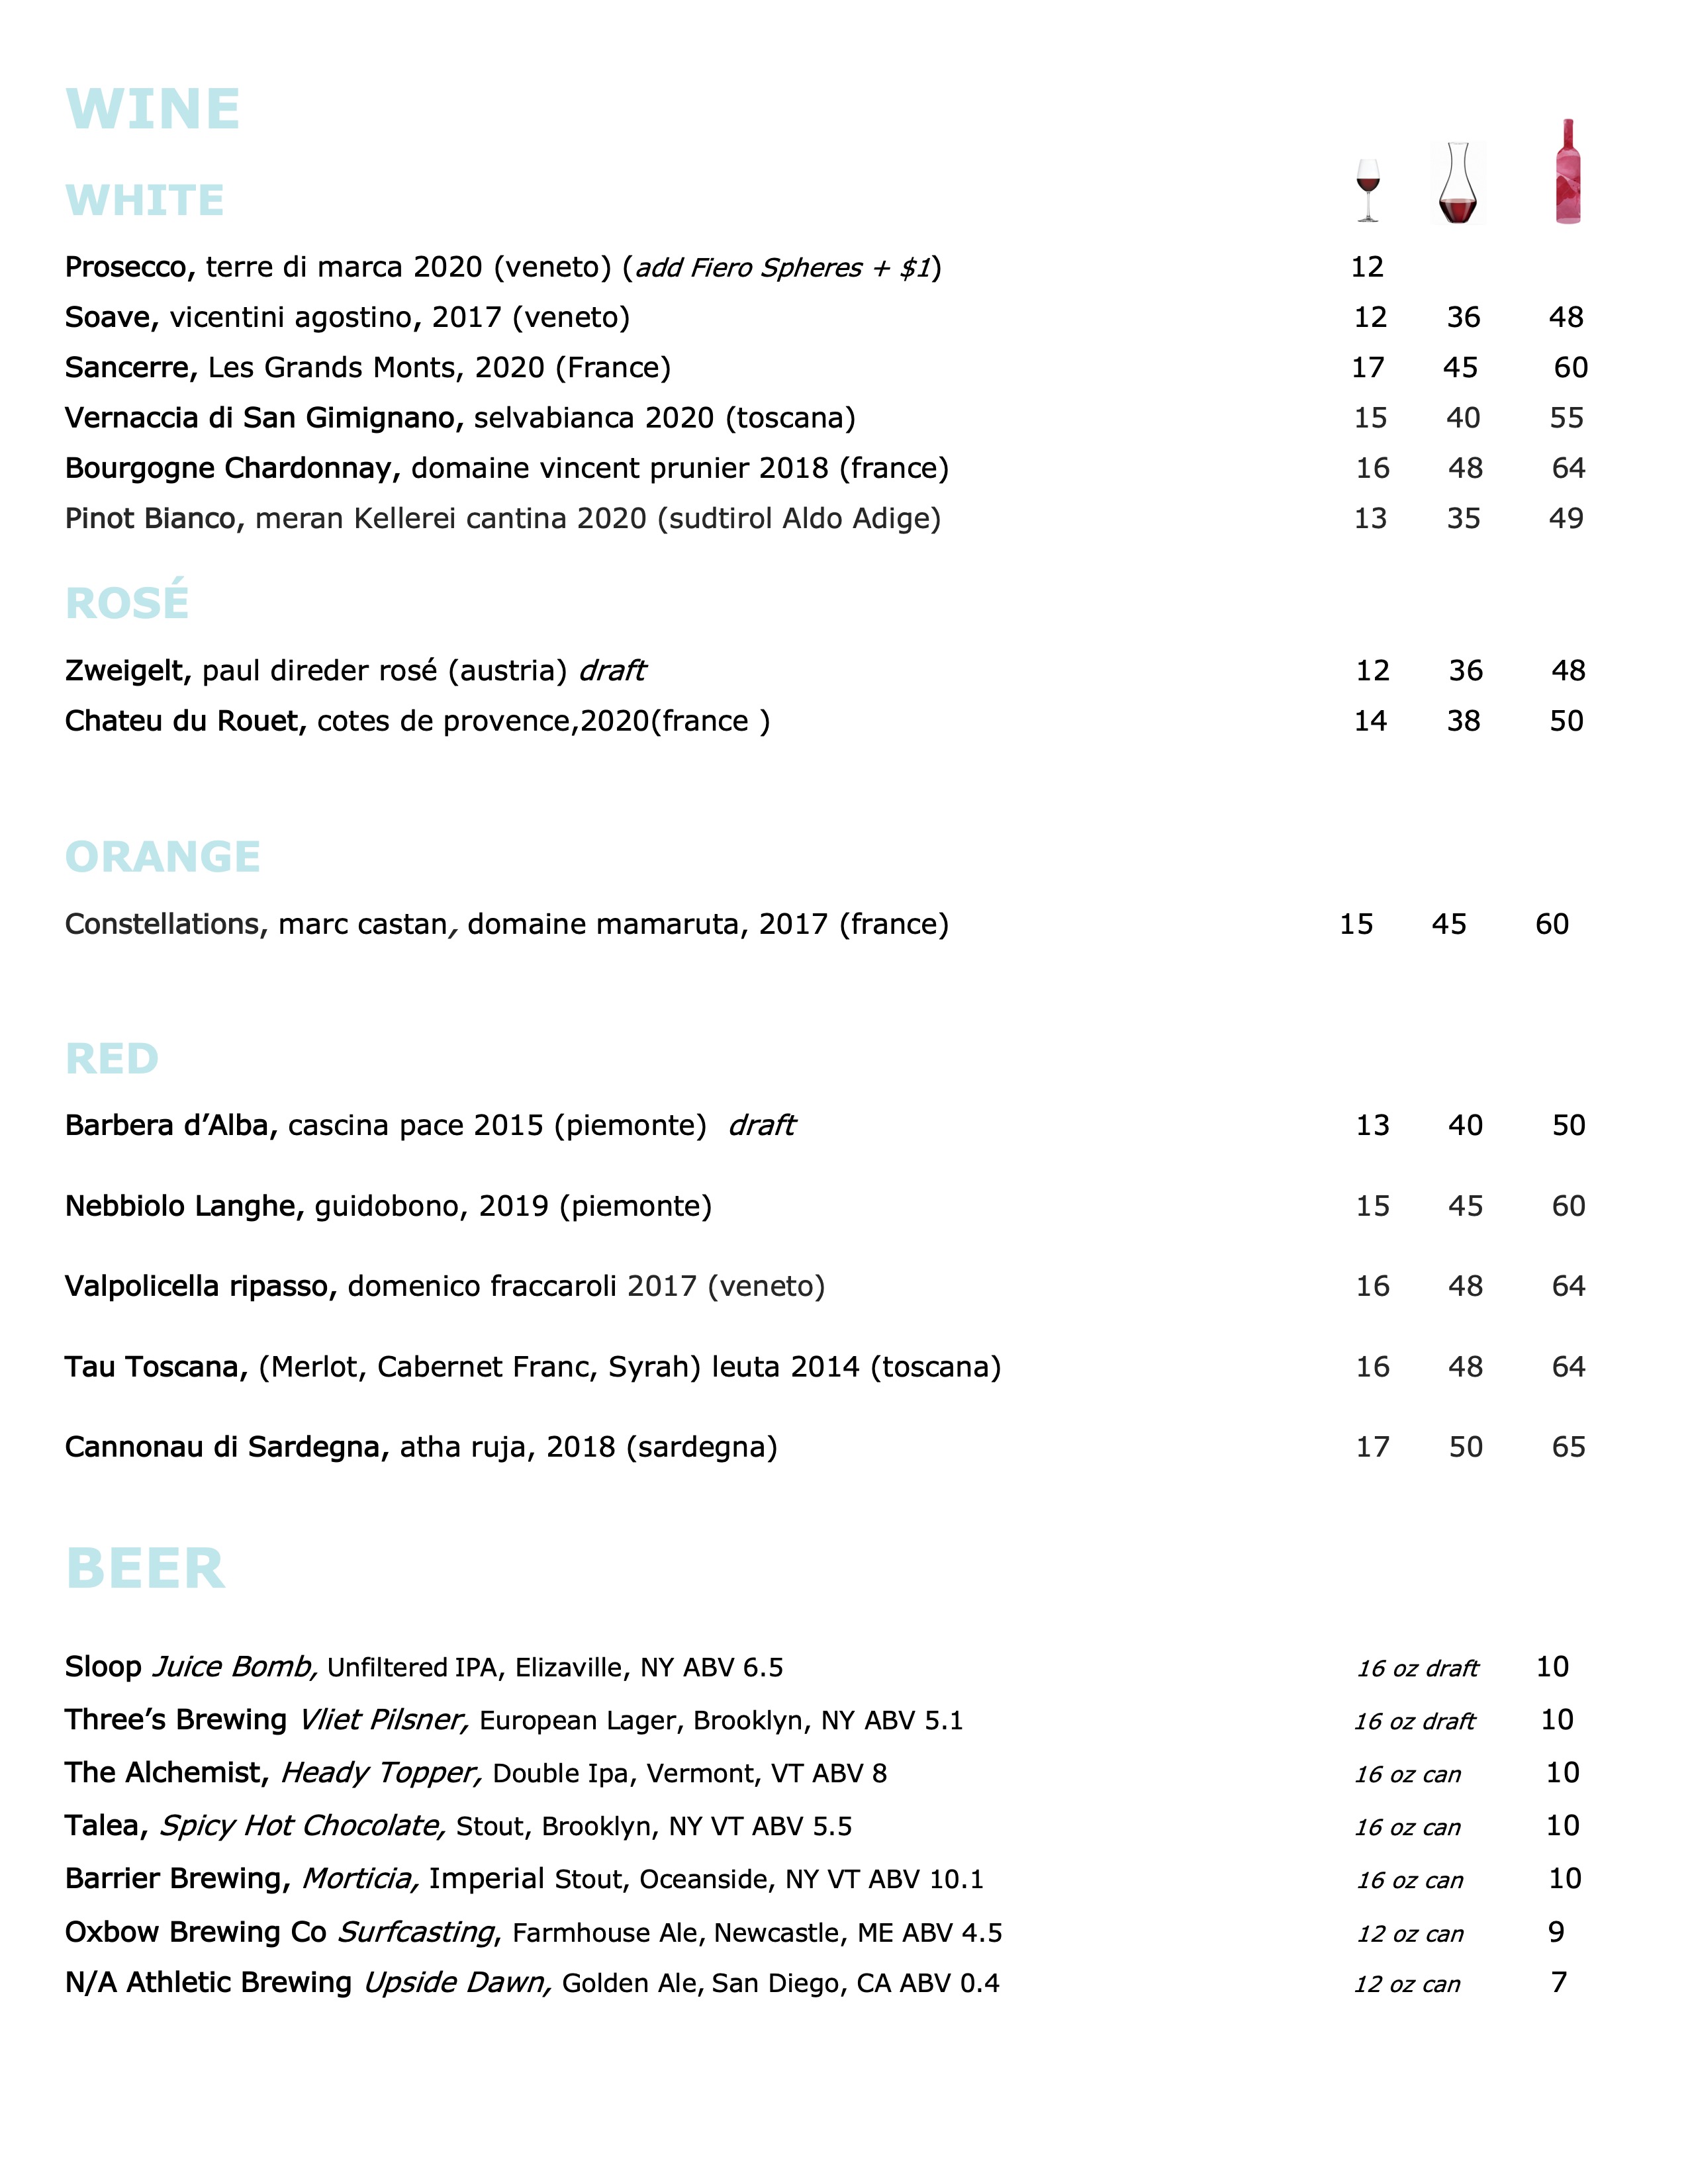 WINE
WHITE
Prosecco, terre di marca 2020 (veneto) (add Fiero Spheres + $1) 12
Soave, vicentini agostino, 2017 (veneto) 12 36 48
Sancerre, Les Grands Monts, 2020 (France) 17 45 60
Vernaccia di San Gimignano, selvabianca 2020 (toscana) 15 40 55
Bourgogne Chardonnay, domaine vincent prunier 2018 (france) 16 48 64
Pinot Bianco, meran Kellerei cantina 2020 (sudtirol Aldo Adige) 13 35 49
ROSÉ
Zweigelt, paul direder rosé (austria) draft 12 36 48
Chateu du Rouet, cotes de provence,2020(france ) 14 38 50
ORANGE
Constellations, marc castan, domaine mamaruta, 2017 (france) 15 45 60
RED
Barbera d’Alba, cascina pace 2015 (piemonte) draft 13 40 50
Nebbiolo Langhe, guidobono, 2019 (piemonte) 15 45 60
Valpolicella ripasso, domenico fraccaroli 2017 (veneto) 16 48 64
Tau Toscana, (Merlot, Cabernet Franc, Syrah) leuta 2014 (toscana) 16 48 64
Cannonau di Sardegna, atha ruja, 2018 (sardegna) 17 50 65
BEER
Sloop Juice Bomb, Unfiltered IPA, Elizaville, NY ABV 6.5 16 oz draft 10
Three’s Brewing Vliet Pilsner, European Lager, Brooklyn, NY ABV 5.1 16 oz draft 10
The Alchemist, Heady Topper, Double Ipa, Vermont, VT ABV 8 16 oz can 10
Talea, Spicy Hot Chocolate, Stout, Brooklyn, NY VT ABV 5.5 16 oz can 10
Barrier Brewing, Morticia, Imperial Stout, Oceanside, NY VT ABV 10.1 16 oz can 10
Oxbow Brewing Co Surfcasting, Farmhouse Ale, Newcastle, ME ABV 4.5 12 oz can 9
N/A Athletic Brewing Upside Dawn, Golden Ale, San Diego, CA ABV 0.4 12 oz can 7